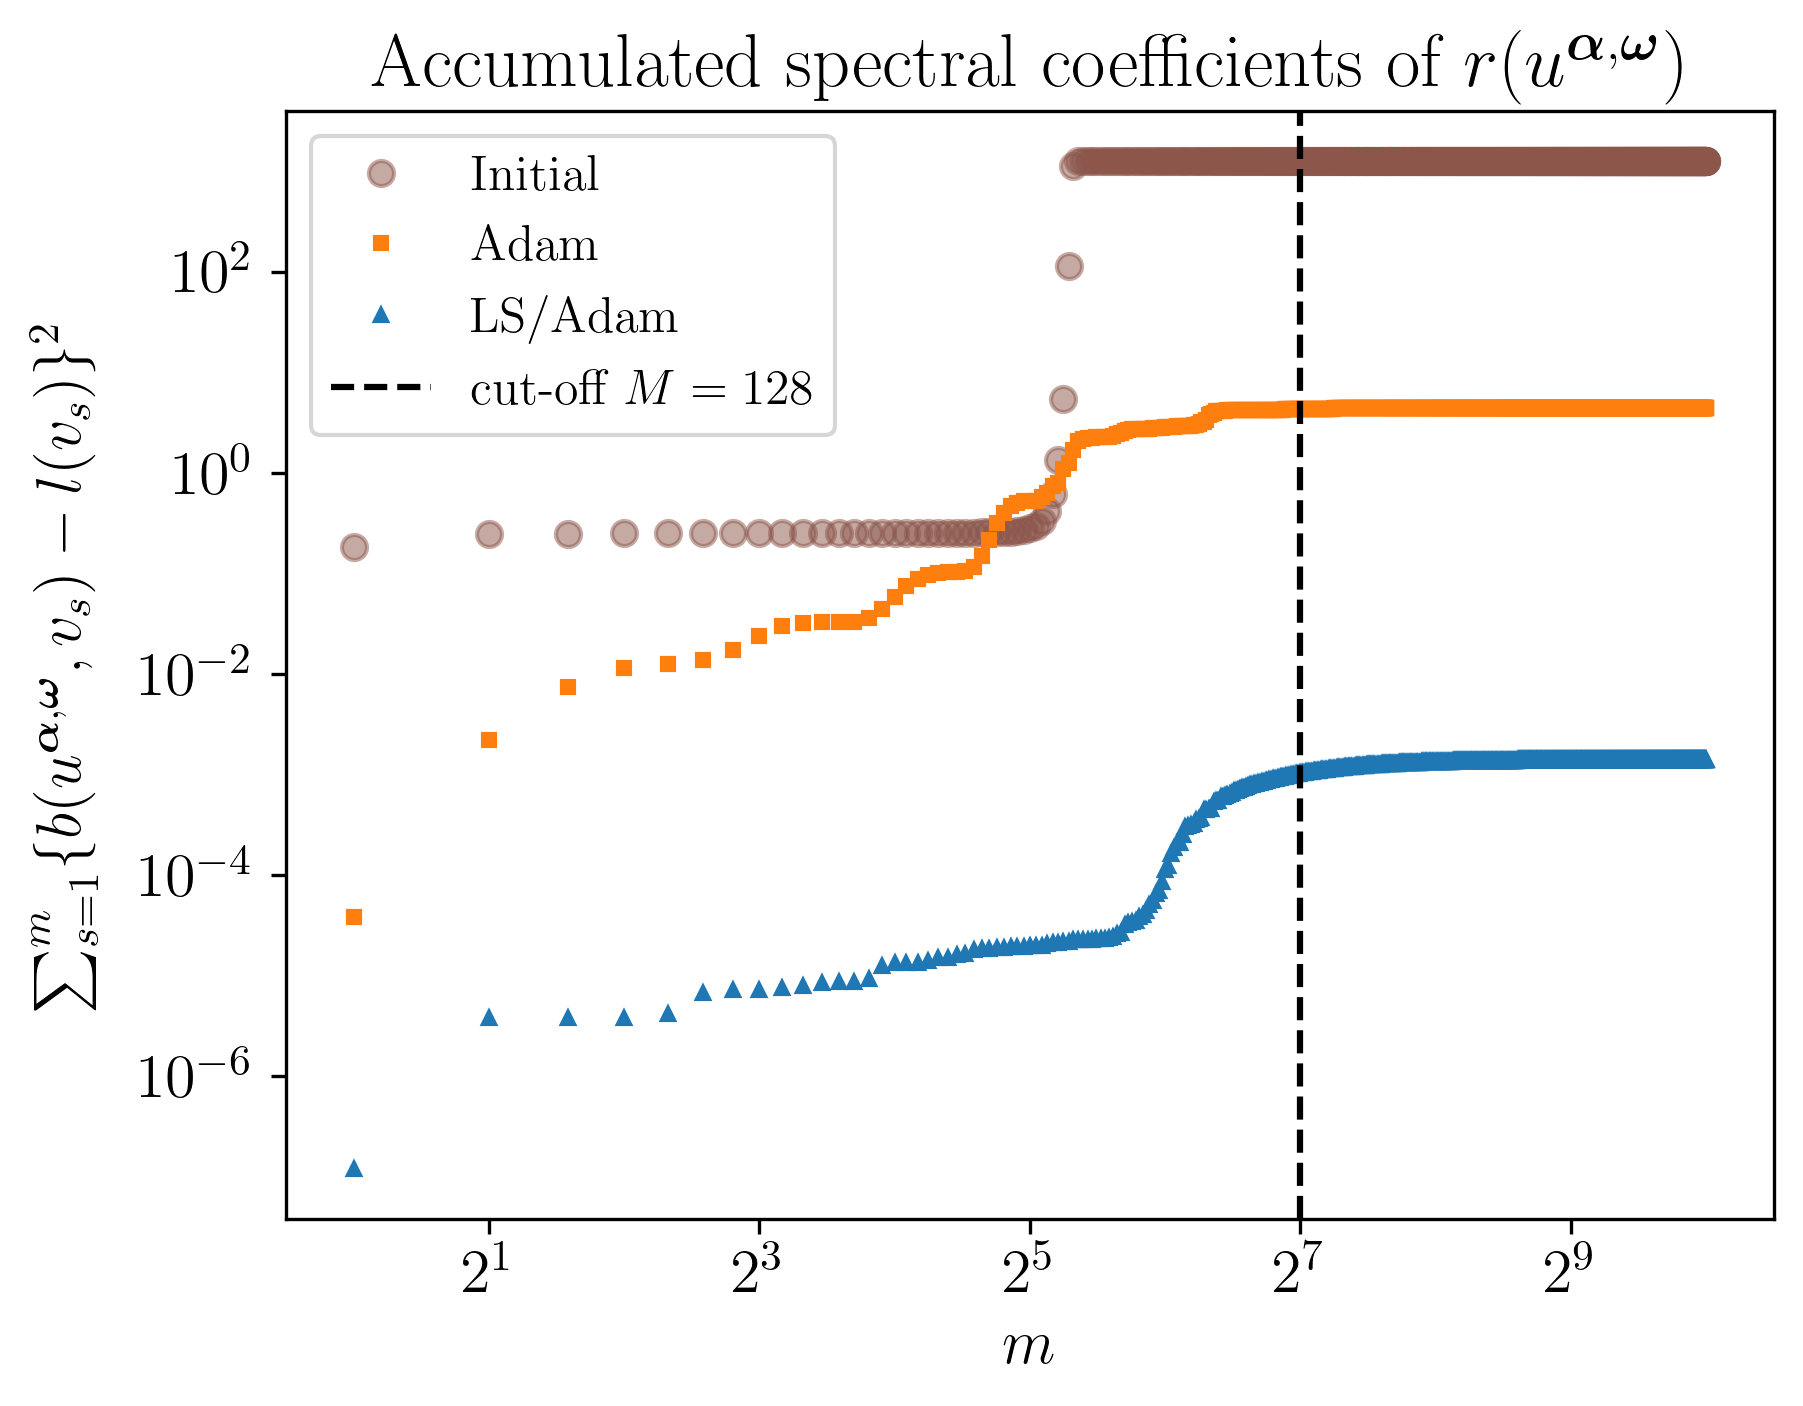 Accumulated spectral coefficients of r(u^{α,ω})
Initial
Adam
LS/Adam
cut-off M = 128
∑_{s=1}^{m}{b(u^{α,ω}, v_s) − l(v_s)}^2
10^2
10^0
10^{−2}
10^{−4}
10^{−6}
2^1 2^3 2^5 2^7 2^9
m